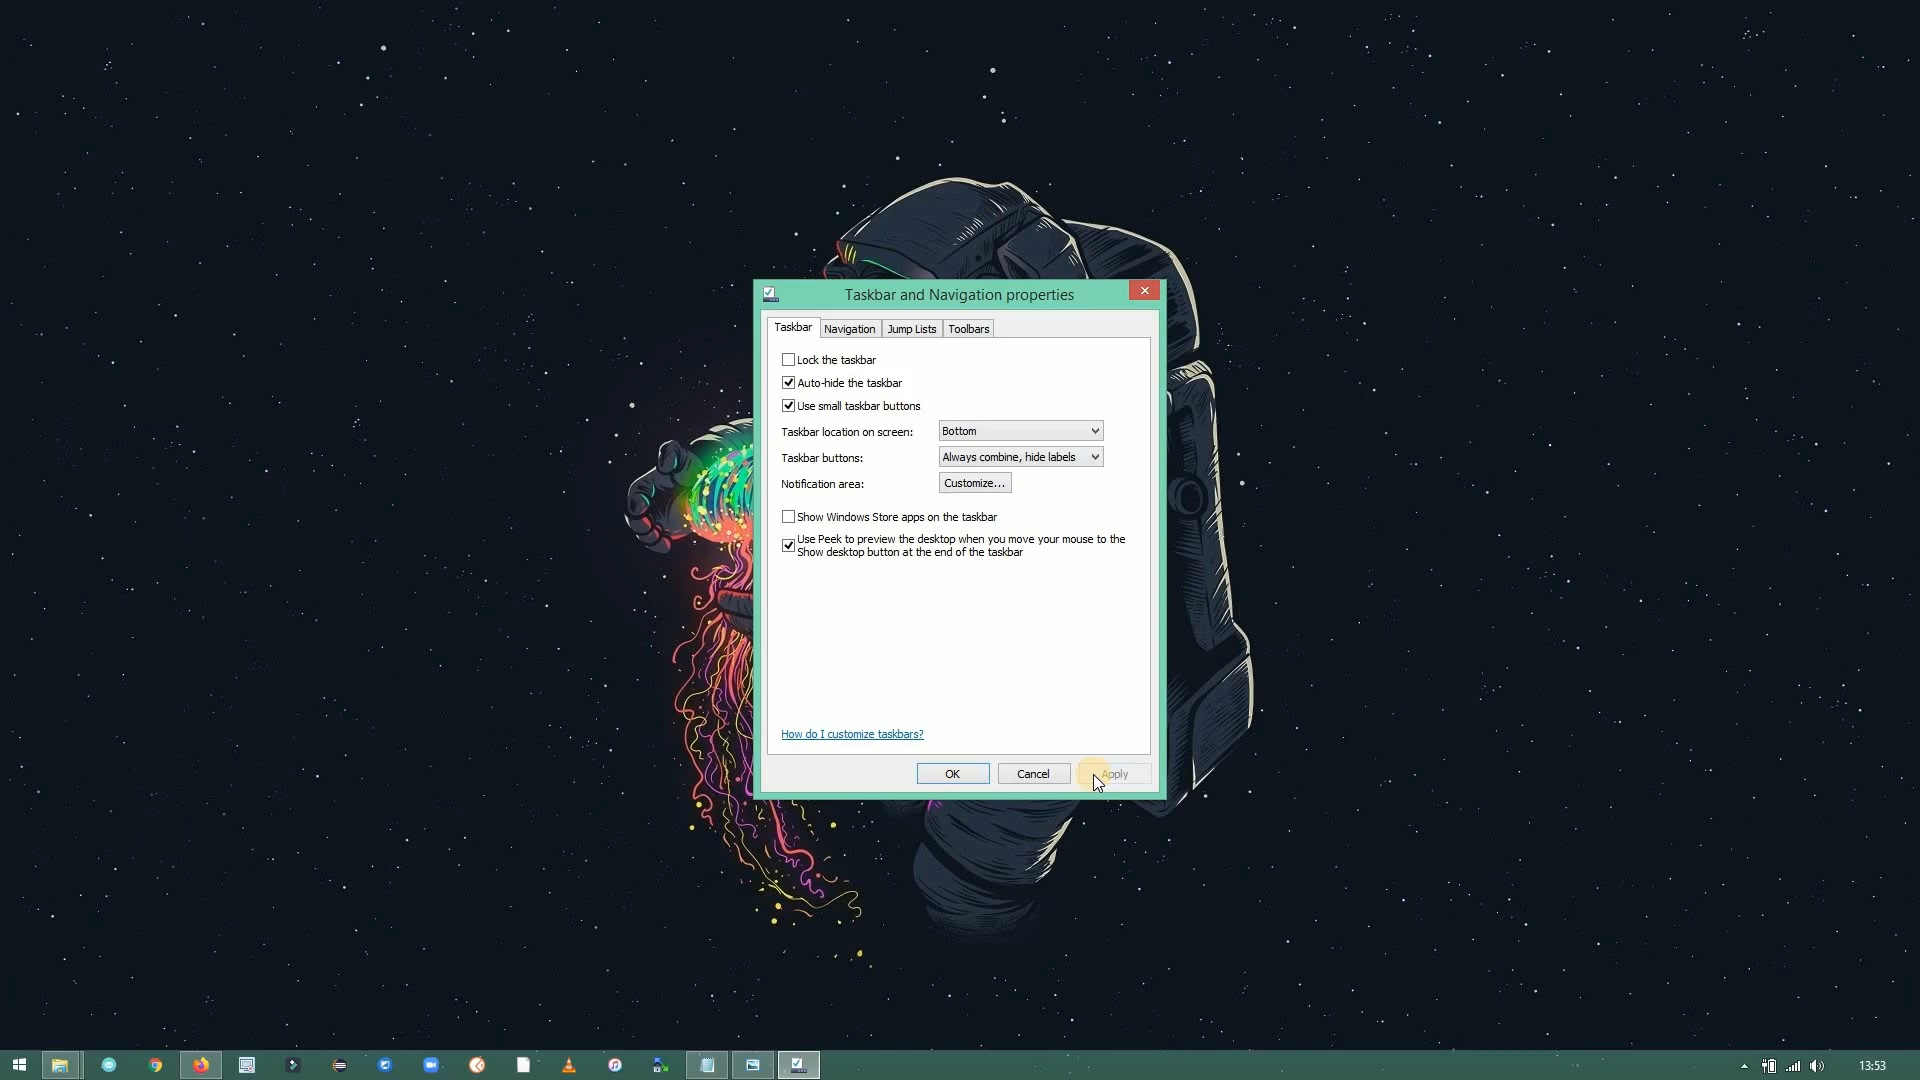 Taskbar and Navigation properties
Taskbar
Navigation
Jump Lists
Toolbars
Lock the taskbar
Auto-hide the taskbar
Use small taskbar buttons
Taskbar location on screen:
Bottom
Taskbar buttons:
Always combine, hide labels
Notification area:
Customize...
Show Windows Store apps on the taskbar
Use Peek to preview the desktop when you move your mouse to the
Show desktop button at the end of the taskbar
How do I customize taskbars?
OK
Cancel
Apply
13:53